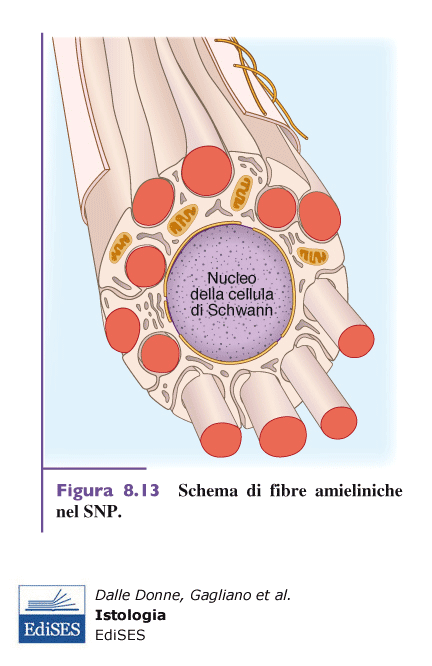 Nucleo
della cellula
di Schwann
Figura 8.13 Schema di fibre amieliniche
nel SNP.
EdiSES
Dalle Donne, Gagliano et al.
Istologia
EdiSES